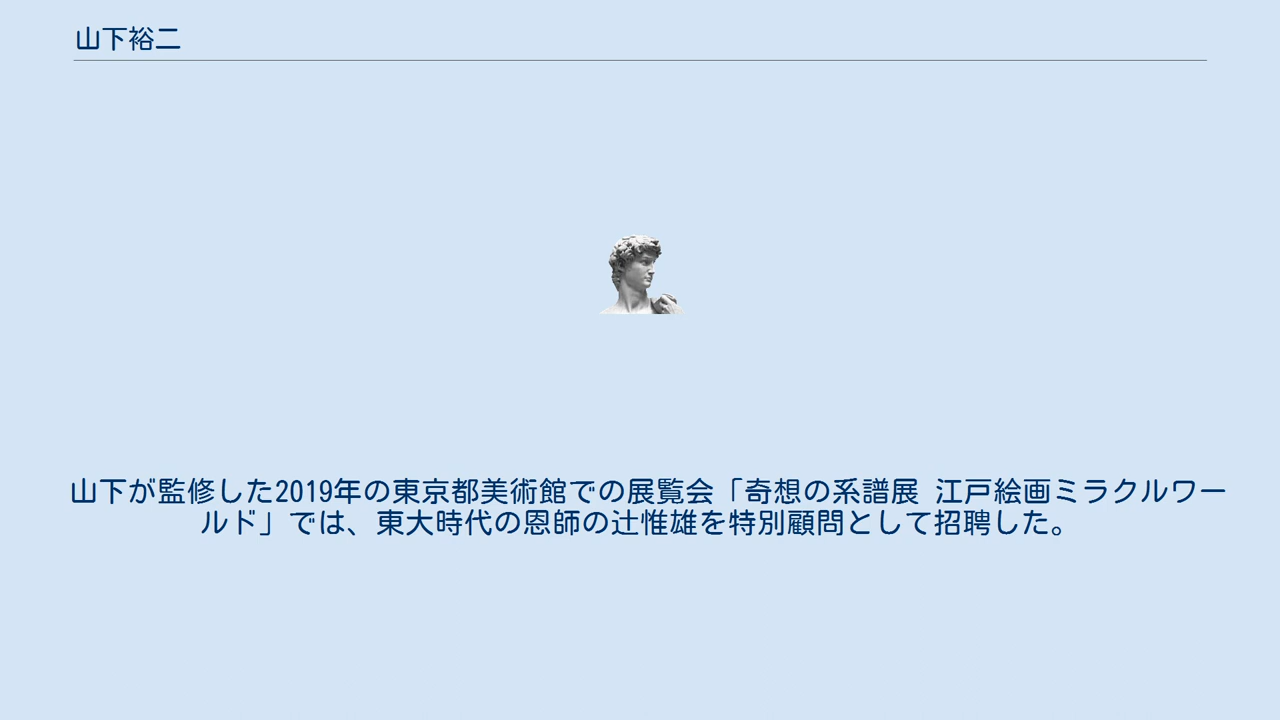 山下裕二
山下が監修した2019年の東京都美術館での展覧会「奇想の系譜展 江戸絵画ミラクルワー
ルド」では、東大時代の恩師の辻惟雄を特別顧問として招聘した。